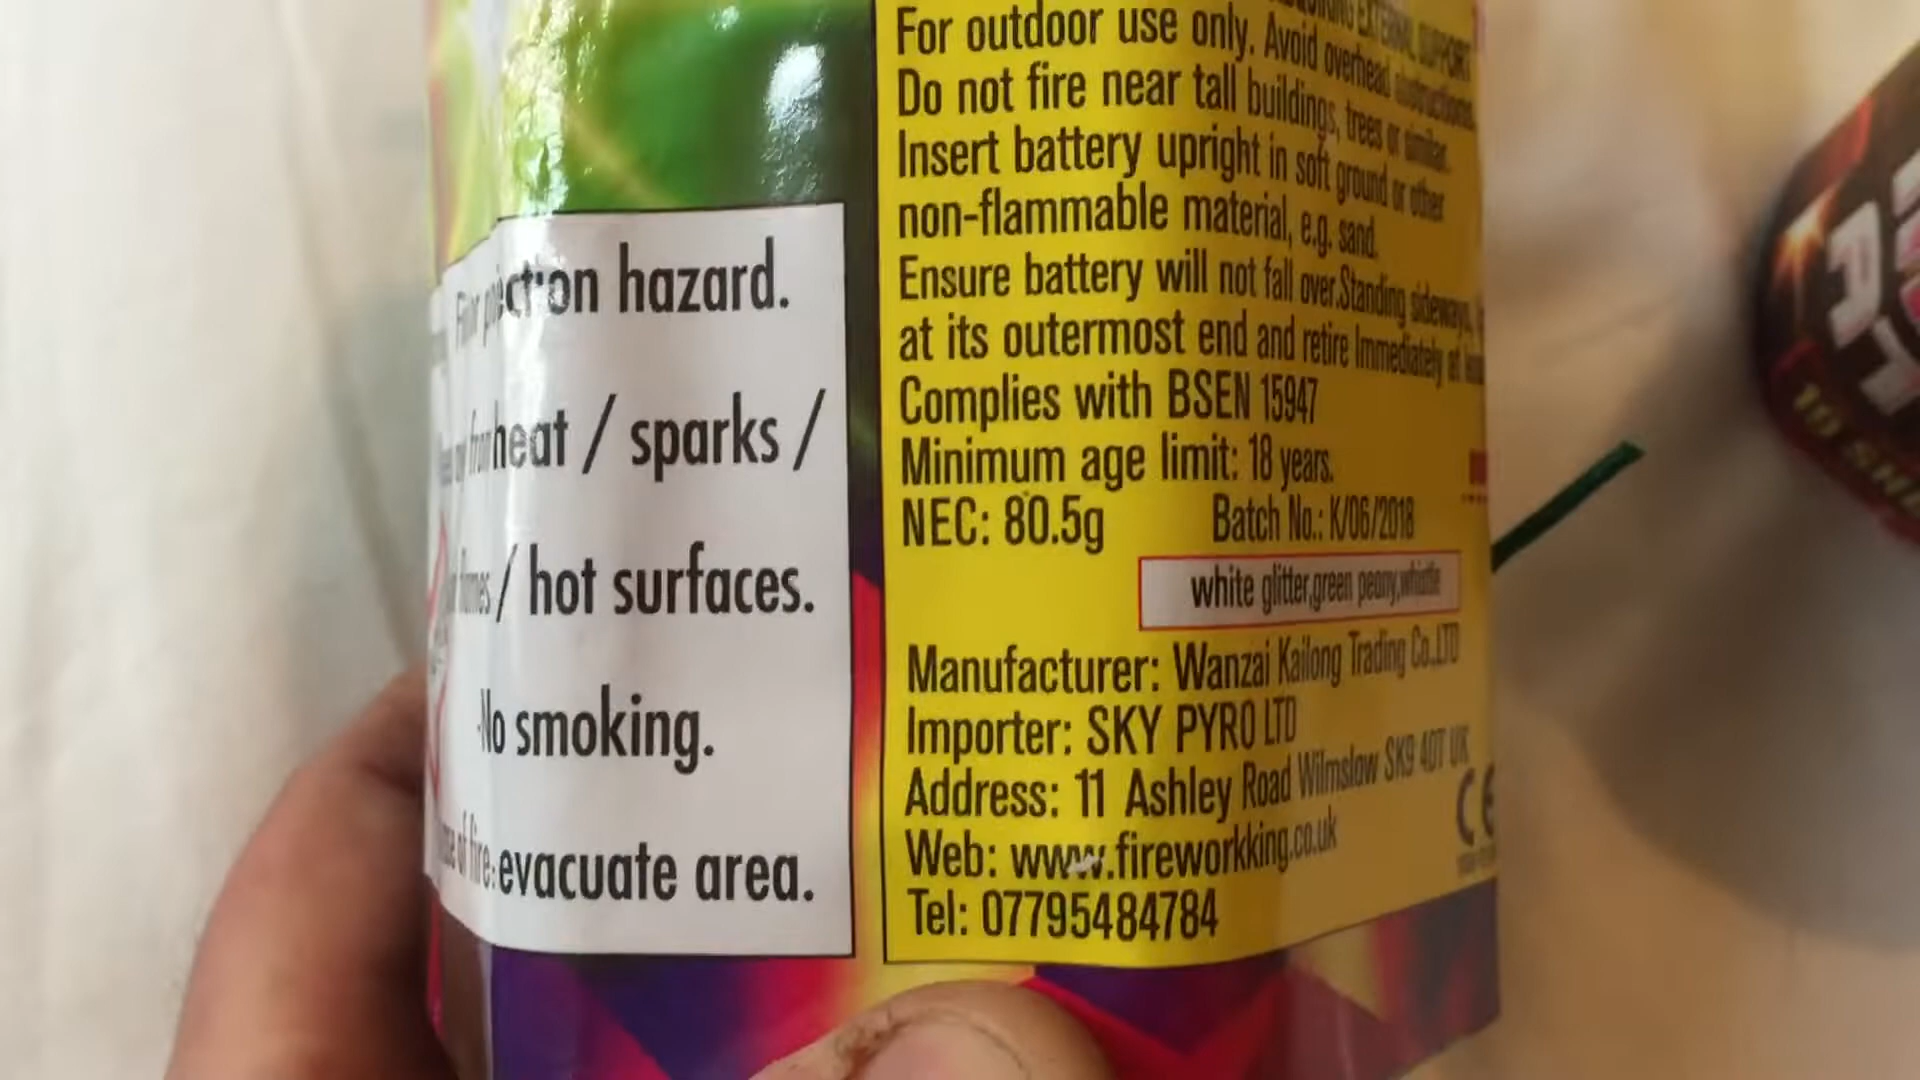 projection hazard.
heat / sparks /
/ hot surfaces.
No smoking.
of fire: evacuate area.
EXTERNAL SUPPORT
For outdoor use only. Avoid overhead obstructions.
Do not fire near tall buildings, trees or similar.
Insert battery upright in soft ground or other
non-flammable material, e.g. sand.
Ensure battery will not fall over.Standing sideways,
at its outermost end and retire Immediately at
Complies with BSEN 15947
Minimum age limit: 18 years.
NEC: 80.5g Batch No.: K/06/2018
white glitter,green peony,whistle
Manufacturer: Wanzai Kailong Trading Co.,LTD
Importer: SKY PYRO LTD
Address: 11 Ashley Road Wilmslow SK9 4DT UK
CE
Web: www.fireworkking.co.uk
Tel: 07795484784